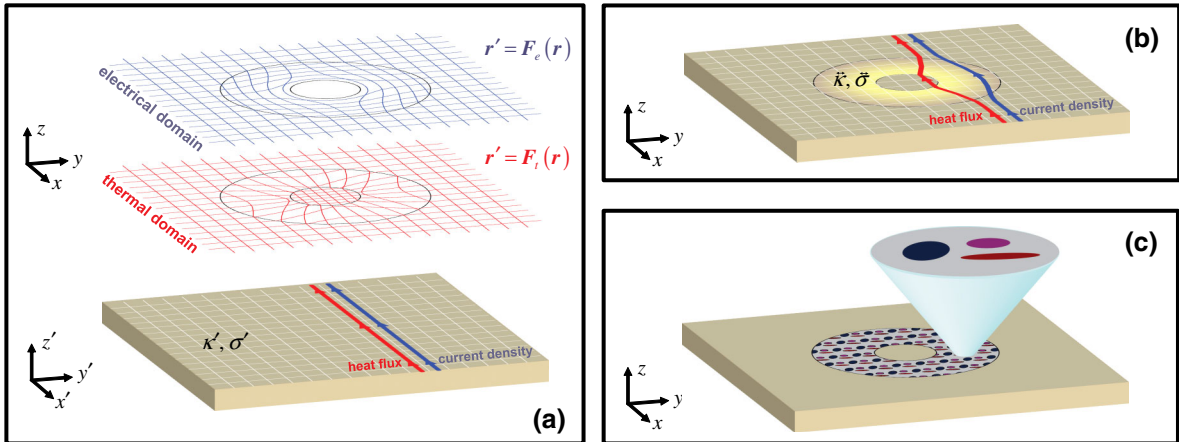 r′ = F_e(r)
electrical domain
z
y
x
r′ = F_t(r)
thermal domain
κ′, σ′
z′
y′
x′
heat flux
current density
(a)
(b)
κ̈, σ̈
current density
heat flux
z
y
x
(c)
z
y
x